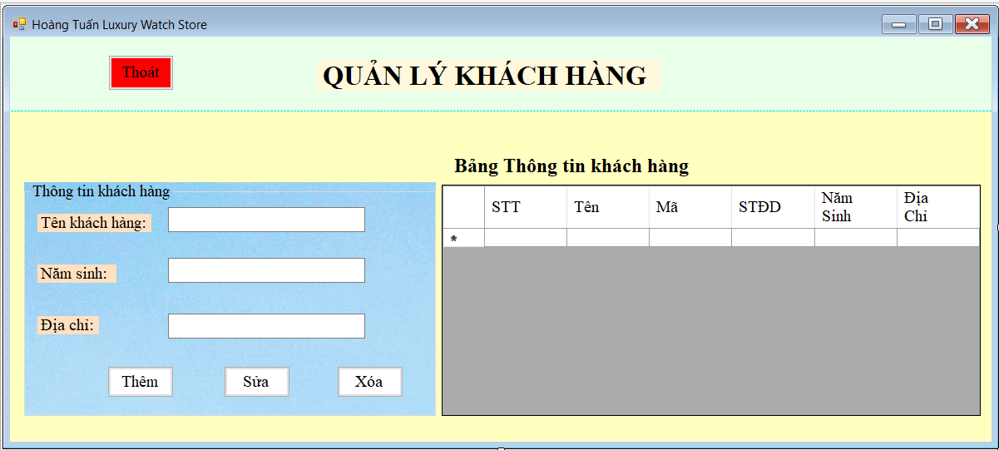 Hoàng Tuấn Luxury Watch Store
Thoát
QUẢN LÝ KHÁCH HÀNG
Bảng Thông tin khách hàng
Thông tin khách hàng
Tên khách hàng:
Năm sinh:
Địa chỉ:
Thêm Sửa Xóa
STT Tên Mã STĐD Năm Sinh Địa Chỉ
*